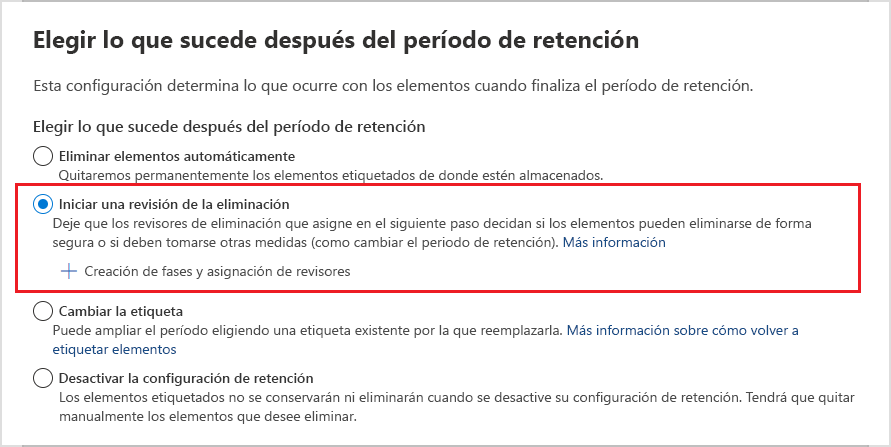 Elegir lo que sucede después del período de retención
Esta configuración determina lo que ocurre con los elementos cuando finaliza el período de retención.
Elegir lo que sucede después del período de retención
Eliminar elementos automáticamente
Quitaremos permanentemente los elementos etiquetados de donde estén almacenados.
Iniciar una revisión de la eliminación
Deje que los revisores de eliminación que asigne en el siguiente paso decidan si los elementos pueden eliminarse de forma
segura o si deben tomarse otras medidas (como cambiar el periodo de retención). Más información
Creación de fases y asignación de revisores
Cambiar la etiqueta
Puede ampliar el período eligiendo una etiqueta existente por la que reemplazarla. Más información sobre cómo volver a
etiquetar elementos
Desactivar la configuración de retención
Los elementos etiquetados no se conservarán ni eliminarán cuando se desactive su configuración de retención. Tendrá que quitar
manualmente los elementos que desee eliminar.